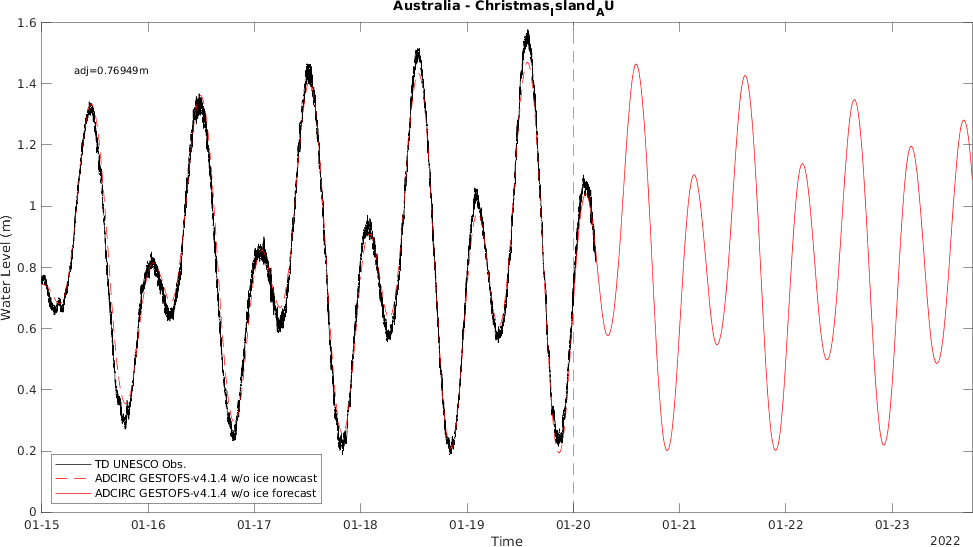 Australia - Christmas_Island_AU
1.6
1.4
1.2
1
0.8
0.6
0.4
0.2
0
Water Level (m)
adj=0.76949m
TD UNESCO Obs.
ADCIRC GESTOFS-v4.1.4 w/o ice nowcast
ADCIRC GESTOFS-v4.1.4 w/o ice forecast
01-15 01-16 01-17 01-18 01-19 01-20 01-21 01-22 01-23
Time
2022